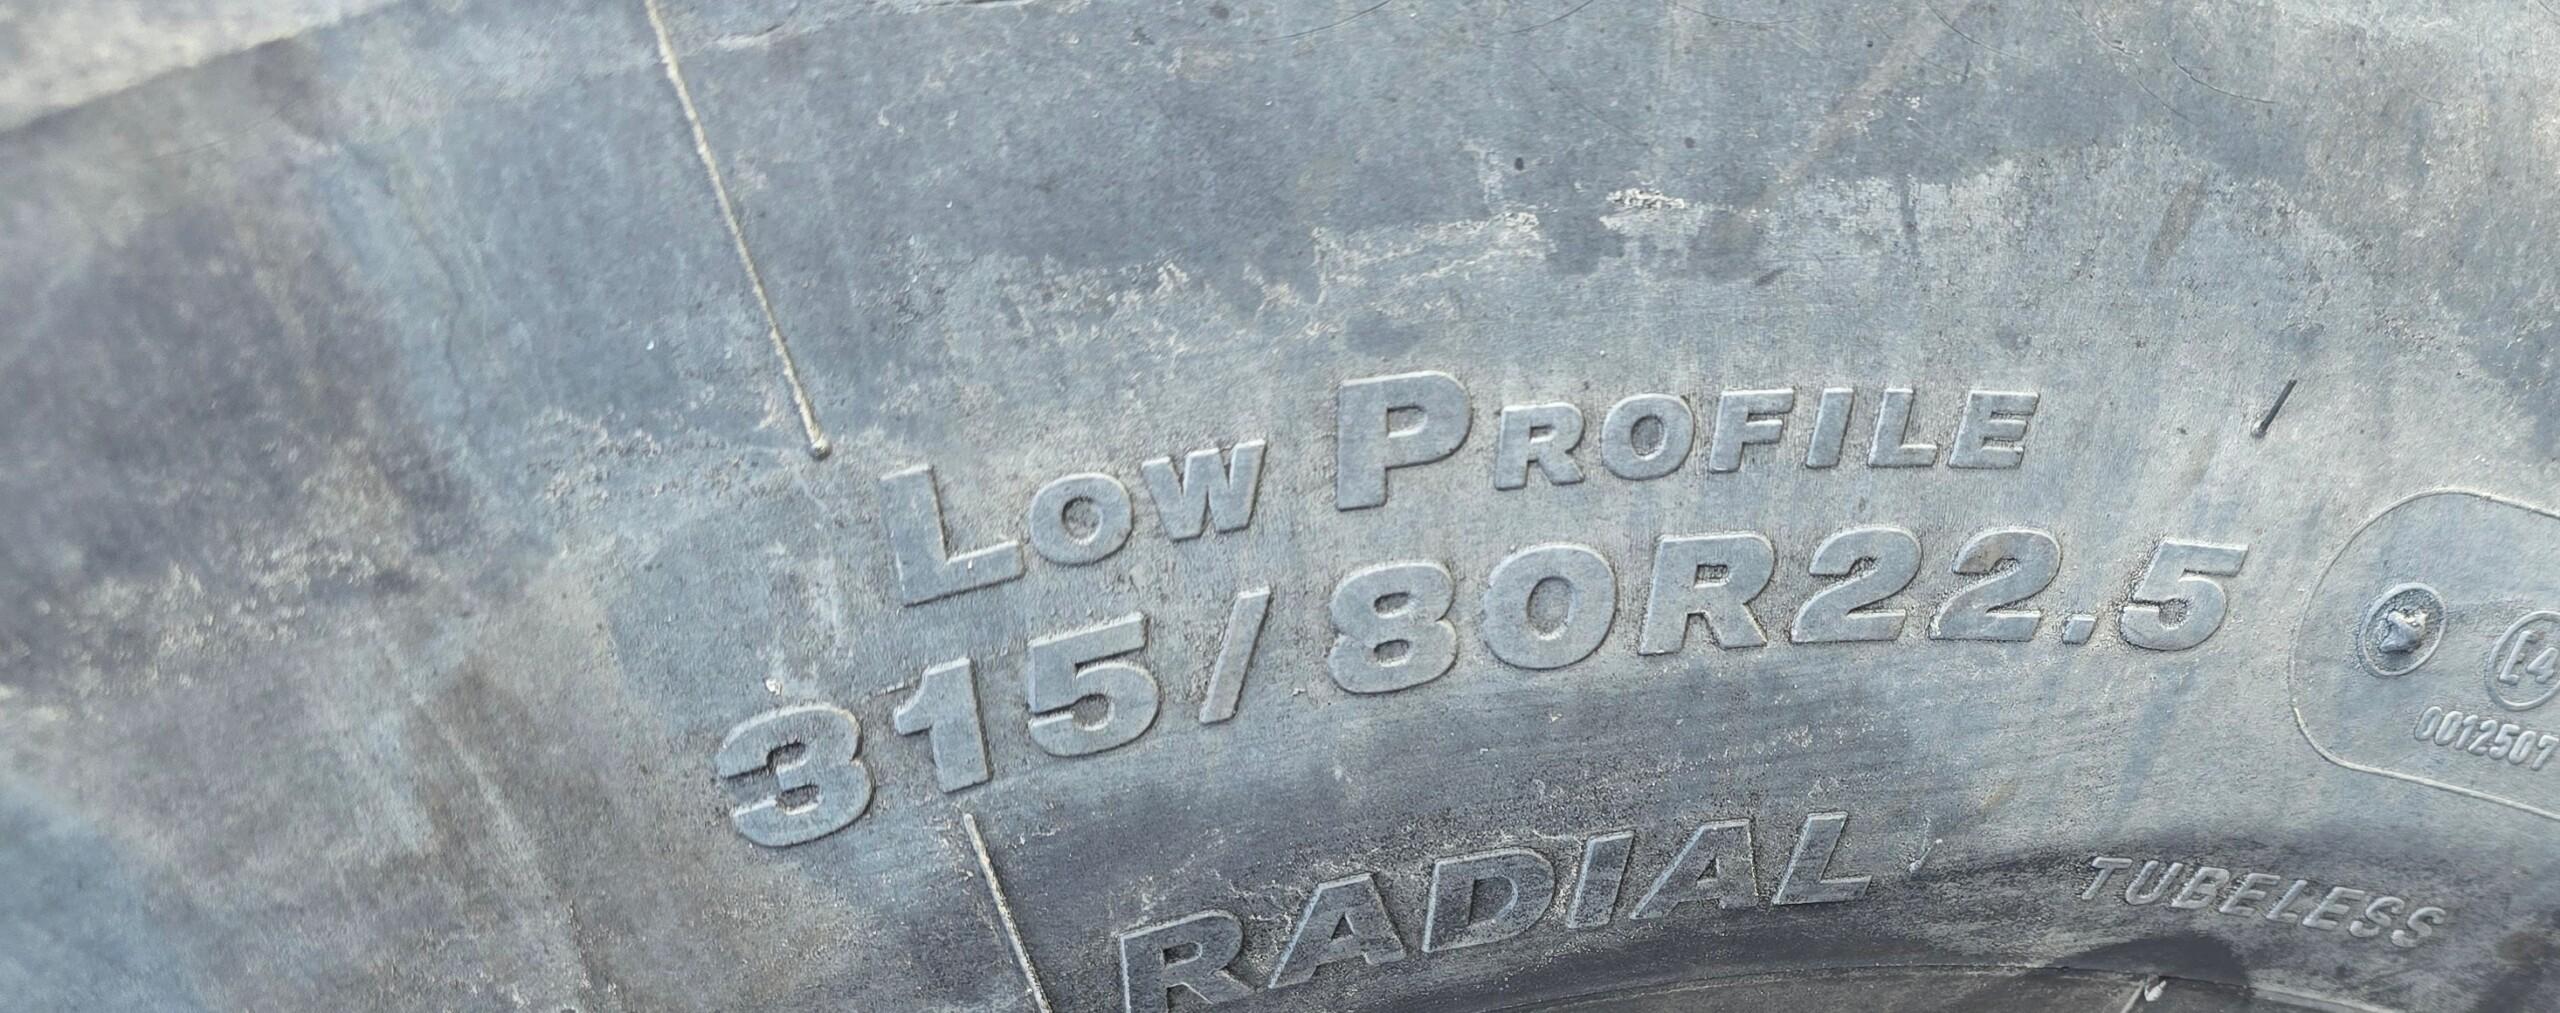 LOW PROFILE
315/80R22.5
E4
0012507
RADIAL
TUBELESS